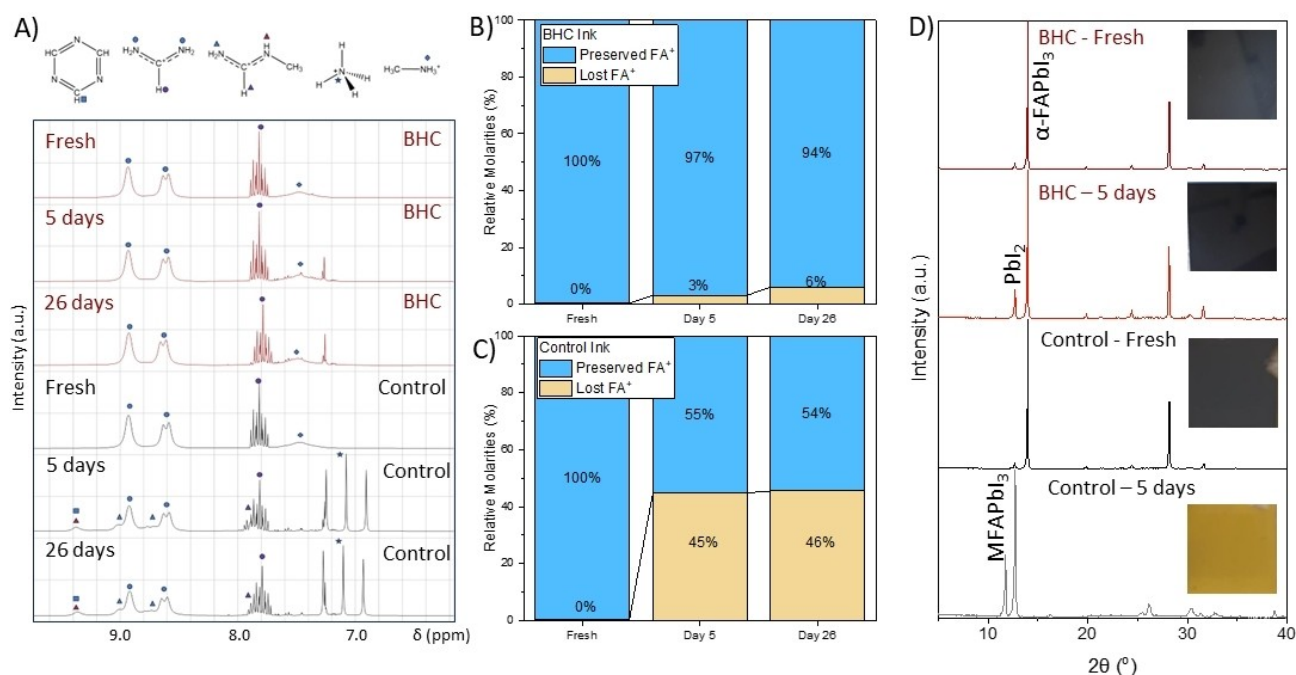 A)
N
CH
CH
N
N
CH
NH₂
NH₂
H
H₂N
H
N
CH₃
H
H
N⁺
H
H
H
H₃C
NH₃⁺
Fresh
BHC
5 days
BHC
26 days
BHC
Fresh
Control
5 days
Control
26 days
Control
Intensity (a.u.)
9.0
8.0
7.0
δ (ppm)
B)
BHC Ink
Preserved FA⁺
Lost FA⁺
100%
97%
94%
0%
3%
6%
Relative Molarities (%)
100
80
60
40
20
0
Fresh
Day 5
Day 26
C)
Control Ink
Preserved FA⁺
Lost FA⁺
100%
55%
54%
0%
45%
46%
Relative Molarities (%)
100
80
60
40
20
0
Fresh
Day 5
Day 26
D)
BHC - Fresh
α-FAPbI₃
BHC – 5 days
PbI₂
Control - Fresh
Control – 5 days
MFAPbI₃
Intensity (a.u.)
10
20
30
40
2θ (º)